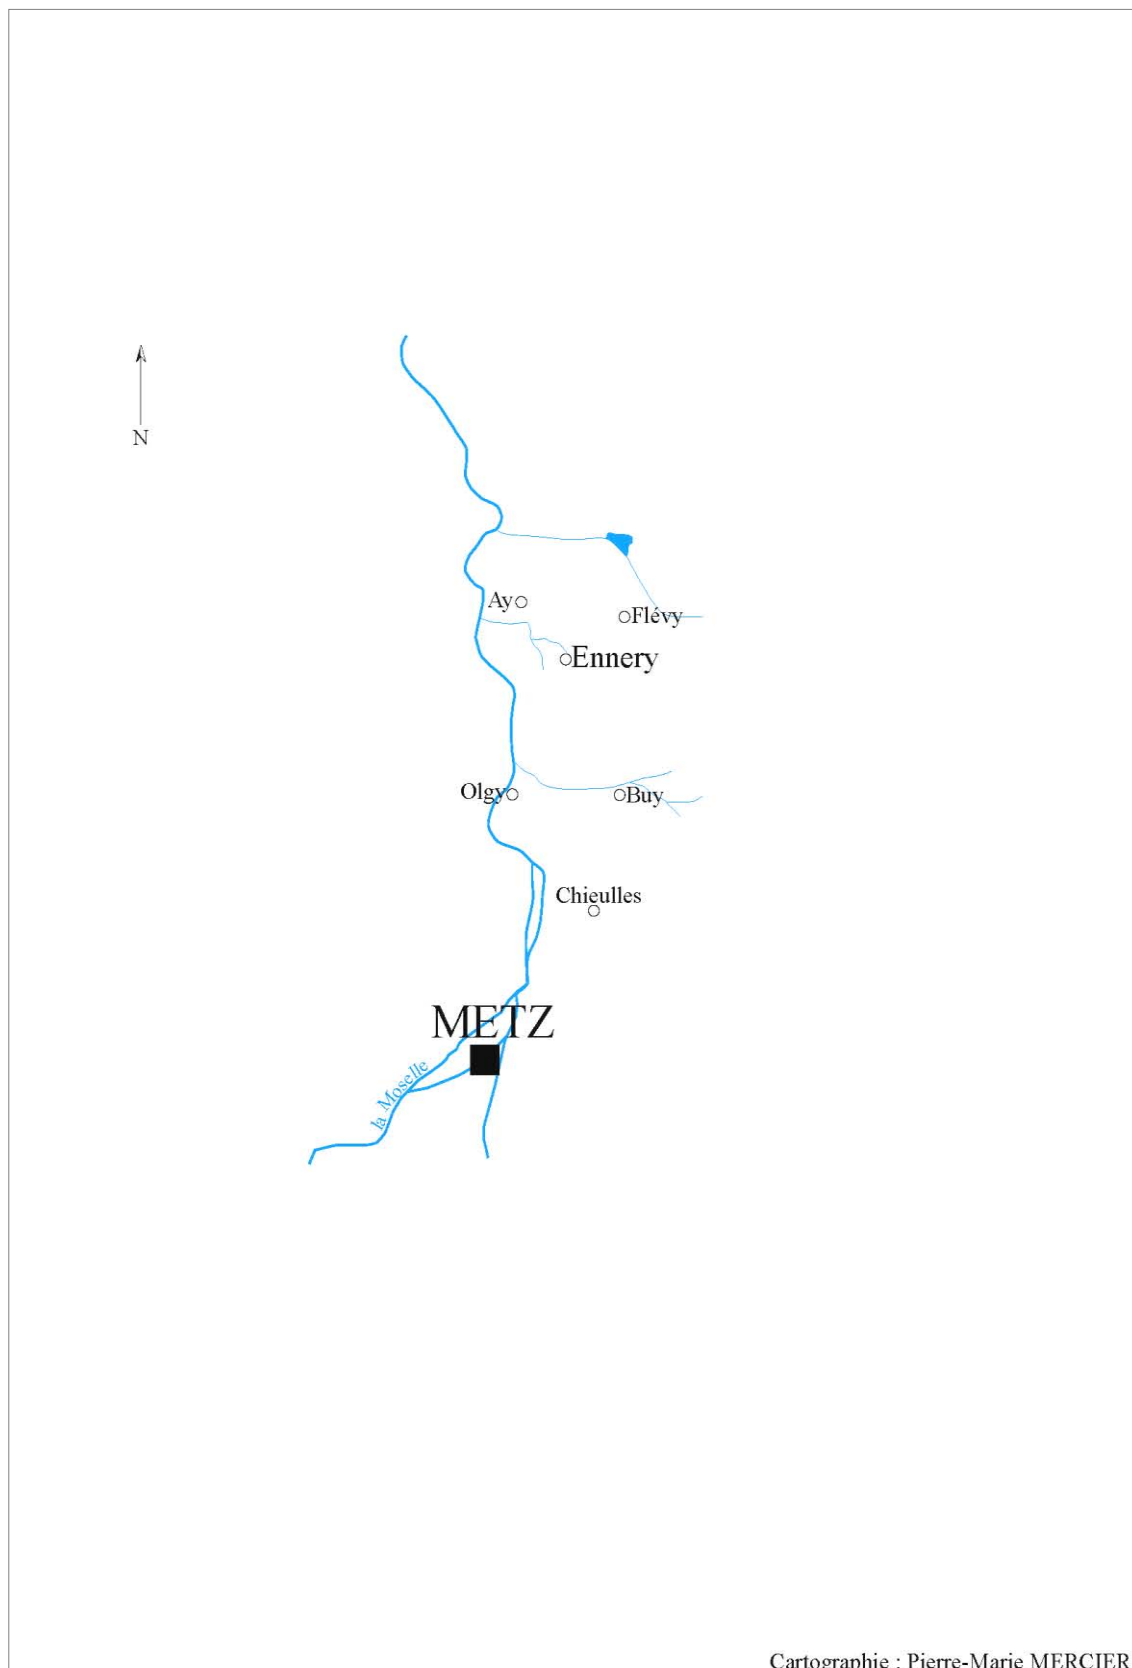 N
Ay
Flévy
Ennery
Olgy
Buy
Chieulles
METZ
la Moselle
Cartographie : Pierre-Marie MERCIER